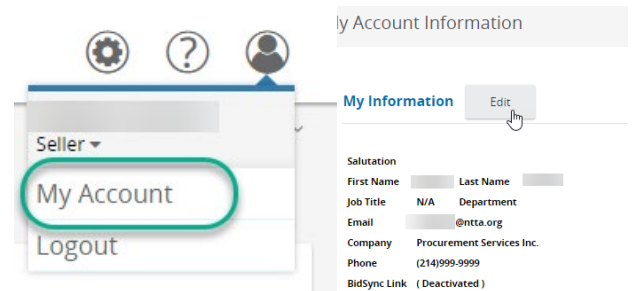 Seller
My Account
Logout
My Account Information
My Information Edit
Salutation
First Name Last Name
Job Title N/A Department
Email @ntta.org
Company Procurement Services Inc.
Phone (214)999-9999
BidSync Link ( Deactivated )